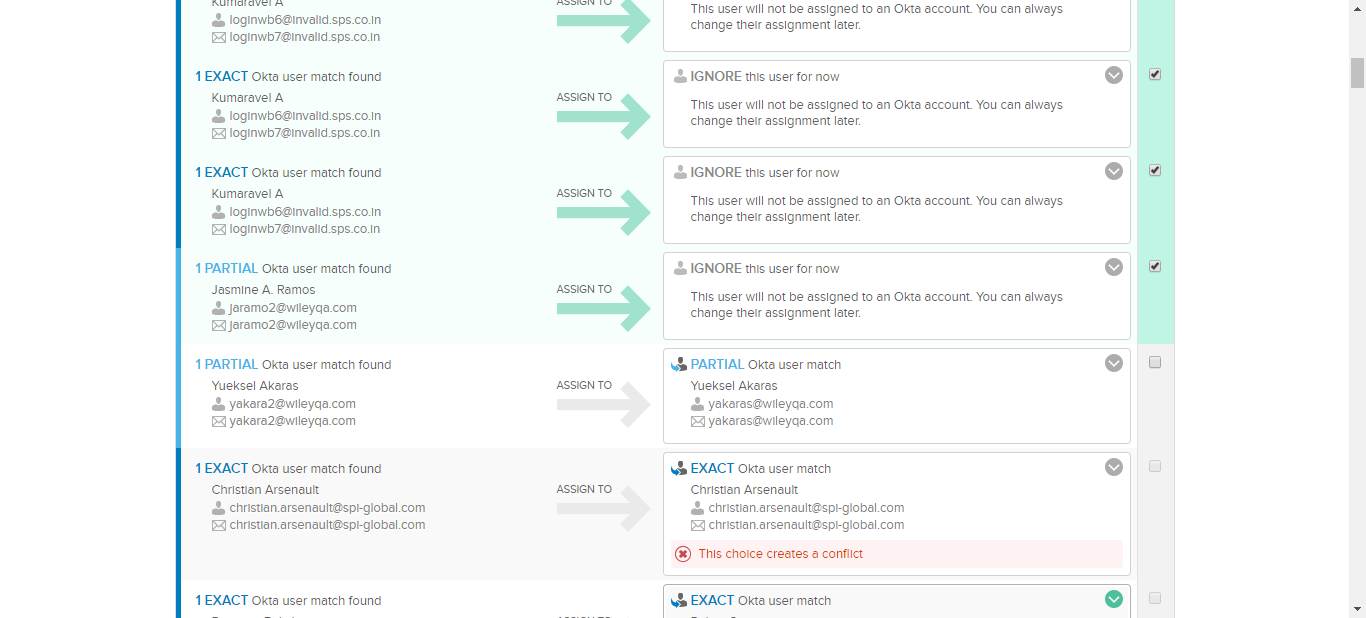 Kumaravel A
loginwb6@invalid.sps.co.in
loginwb7@invalid.sps.co.in
ASSIGN TO
This user will not be assigned to an Okta account. You can always
change their assignment later.
1 EXACT Okta user match found
Kumaravel A
loginwb6@invalid.sps.co.in
loginwb7@invalid.sps.co.in
ASSIGN TO
IGNORE this user for now
This user will not be assigned to an Okta account. You can always
change their assignment later.
1 EXACT Okta user match found
Kumaravel A
loginwb6@invalid.sps.co.in
loginwb7@invalid.sps.co.in
ASSIGN TO
IGNORE this user for now
This user will not be assigned to an Okta account. You can always
change their assignment later.
1 PARTIAL Okta user match found
Jasmine A. Ramos
jaramo2@wileyqa.com
jaramo2@wileyqa.com
ASSIGN TO
IGNORE this user for now
This user will not be assigned to an Okta account. You can always
change their assignment later.
1 PARTIAL Okta user match found
Yueksel Akaras
yakara2@wileyqa.com
yakara2@wileyqa.com
ASSIGN TO
PARTIAL Okta user match
Yueksel Akaras
yakaras@wileyqa.com
yakaras@wileyqa.com
1 EXACT Okta user match found
Christian Arsenault
christian.arsenault@spi-global.com
christian.arsenault@spi-global.com
ASSIGN TO
EXACT Okta user match
Christian Arsenault
christian.arsenault@spi-global.com
christian.arsenault@spi-global.com
This choice creates a conflict
1 EXACT Okta user match found
ASSIGN TO
EXACT Okta user match